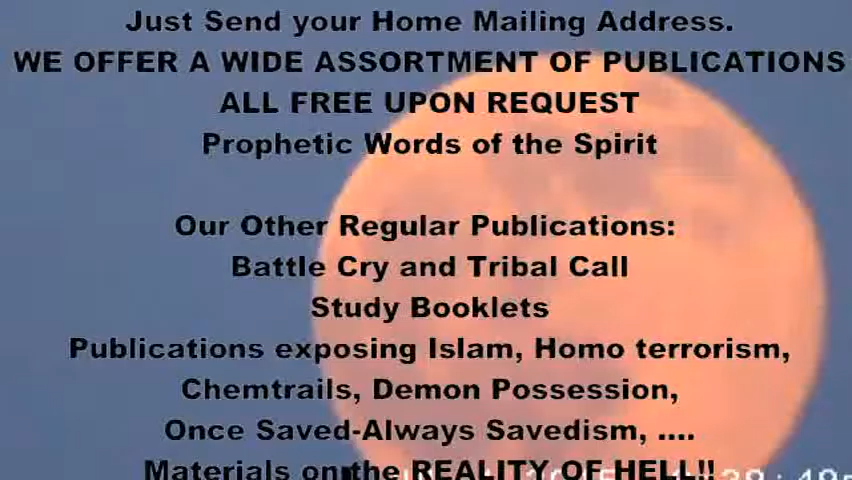 Just Send your Home Mailing Address.
WE OFFER A WIDE ASSORTMENT OF PUBLICATIONS
ALL FREE UPON REQUEST
Prophetic Words of the Spirit
Our Other Regular Publications:
Battle Cry and Tribal Call
Study Booklets
Publications exposing Islam, Homo terrorism,
Chemtrails, Demon Possession,
Once Saved-Always Savedism, ....
Materials on the REALITY OF HELL!!